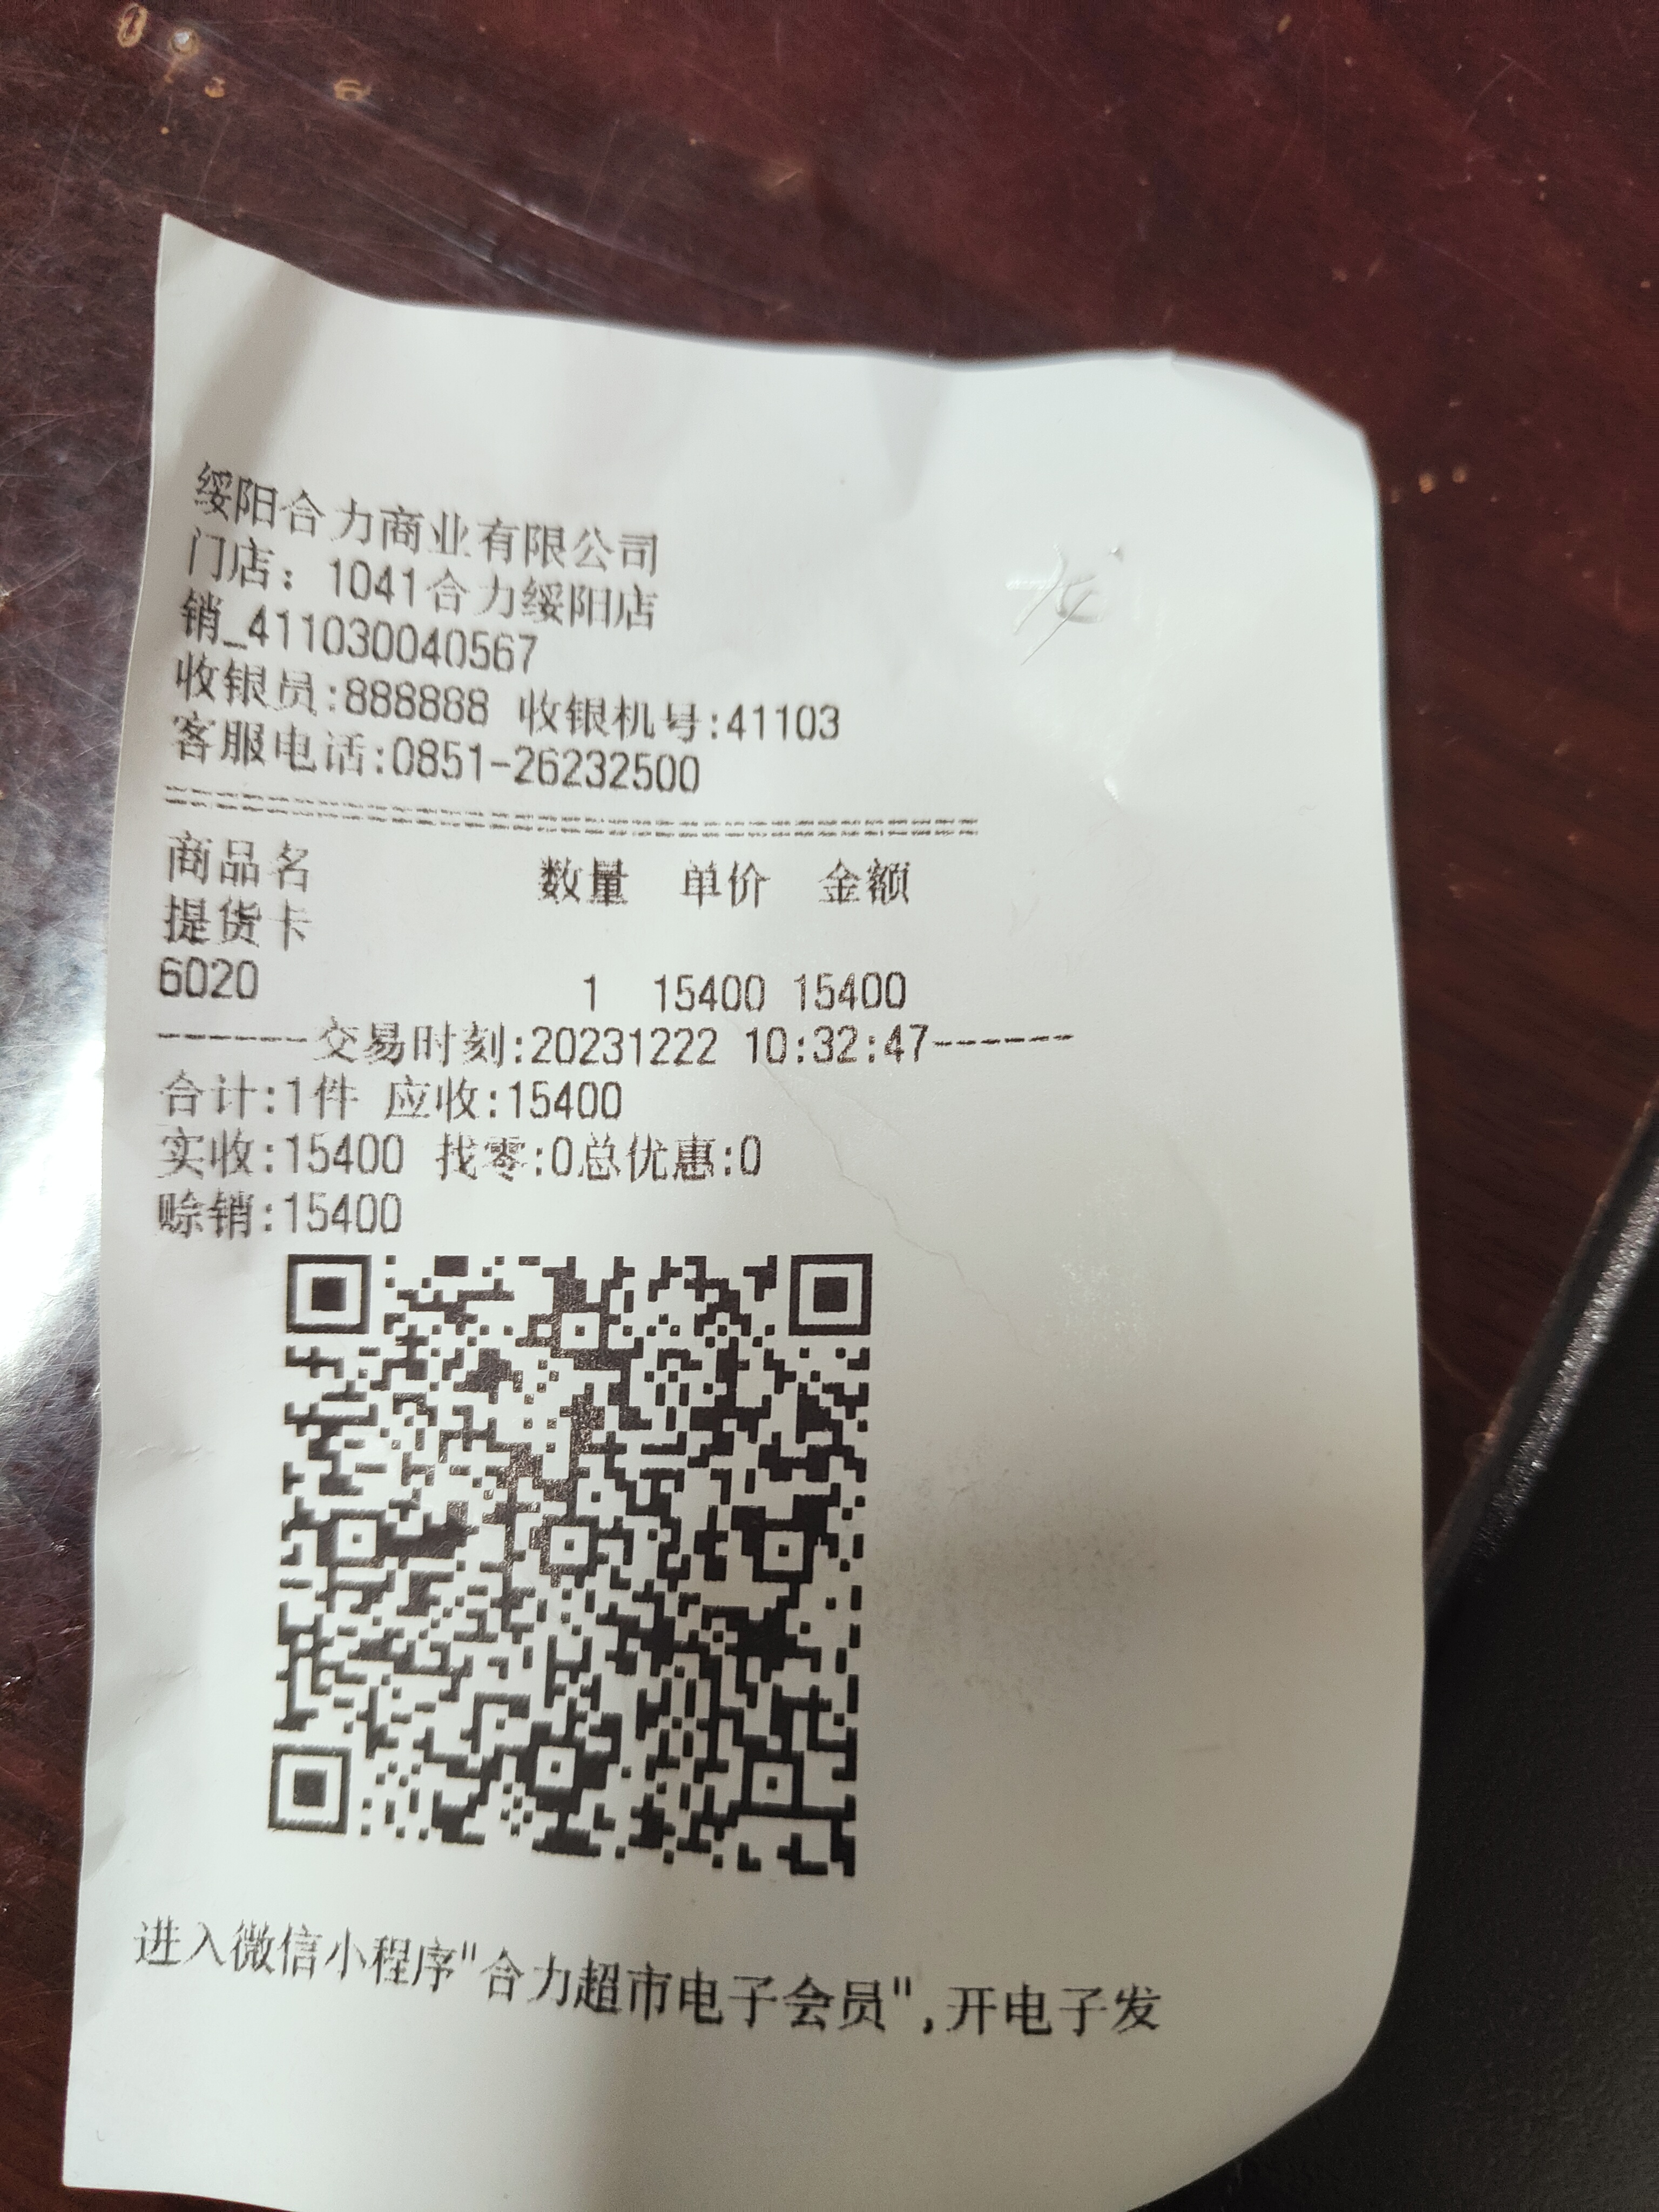 绥阳合力商业有限公司
门店：1041合力绥阳店
销_411030040567
收银员:888888 收银机号:41103
客服电话:0851-26232500
商品名 数量 单价 金额
提货卡
6020 1 15400 15400
------交易时刻:20231222 10:32:47------
合计:1件 应收:15400
实收:15400 找零:0总优惠:0
赊销:15400
进入微信小程序"合力超市电子会员",开电子发